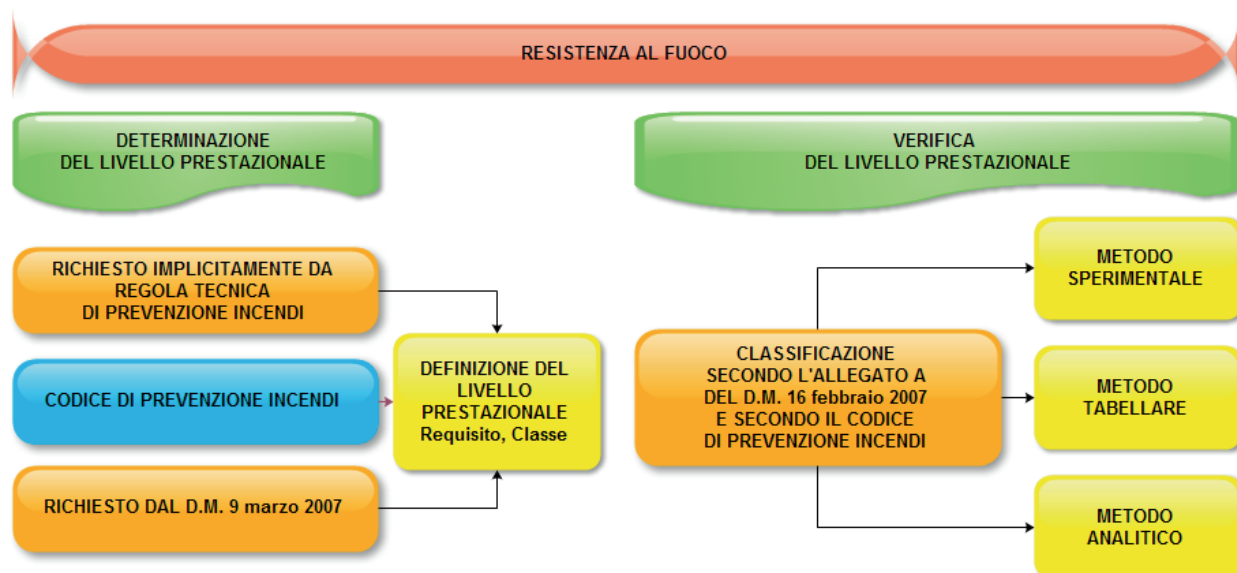 RESISTENZA AL FUOCO
DETERMINAZIONE
DEL LIVELLO PRESTAZIONALE
RICHIESTO IMPLICITAMENTE DA
REGOLA TECNICA
DI PREVENZIONE INCENDI
CODICE DI PREVENZIONE INCENDI
RICHIESTO DAL D.M. 9 marzo 2007
DEFINIZIONE DEL
LIVELLO
PRESTAZIONALE
Requisito, Classe
VERIFICA
DEL LIVELLO PRESTAZIONALE
CLASSIFICAZIONE
SECONDO L'ALLEGATO A
DEL D.M. 16 febbraio 2007
E SECONDO IL CODICE
DI PREVENZIONE INCENDI
METODO
SPERIMENTALE
METODO
TABELLARE
METODO
ANALITICO